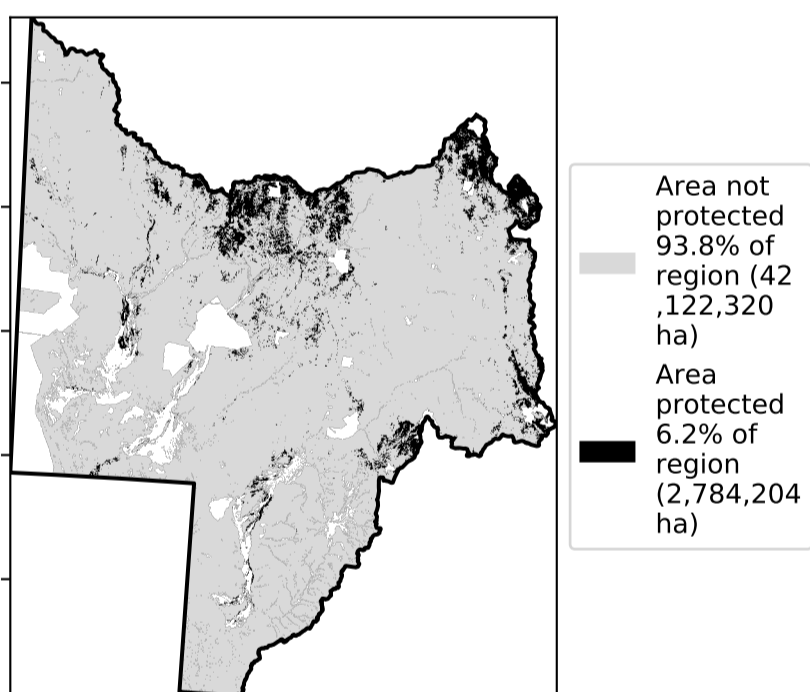 Area not
protected
93.8% of
region (42
,122,320
ha)
Area
protected
6.2% of
region
(2,784,204
ha)